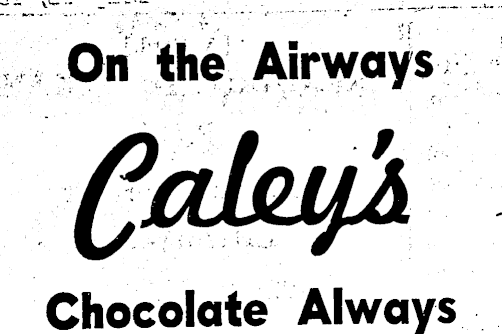 On the Airways
Caley's
Chocolate Always